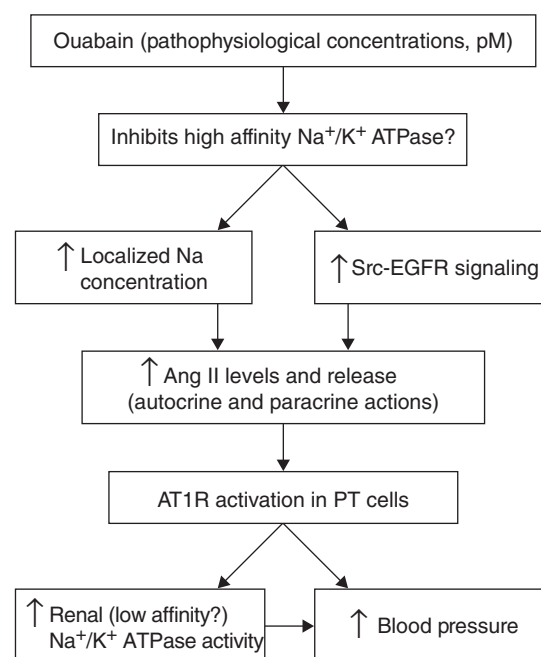 Ouabain (pathophysiological concentrations, pM)
Inhibits high affinity Na⁺/K⁺ ATPase?
↑ Localized Na
concentration
↑ Src-EGFR signaling
↑ Ang II levels and release
(autocrine and paracrine actions)
AT1R activation in PT cells
↑ Renal (low affinity?)
Na⁺/K⁺ ATPase activity
↑ Blood pressure